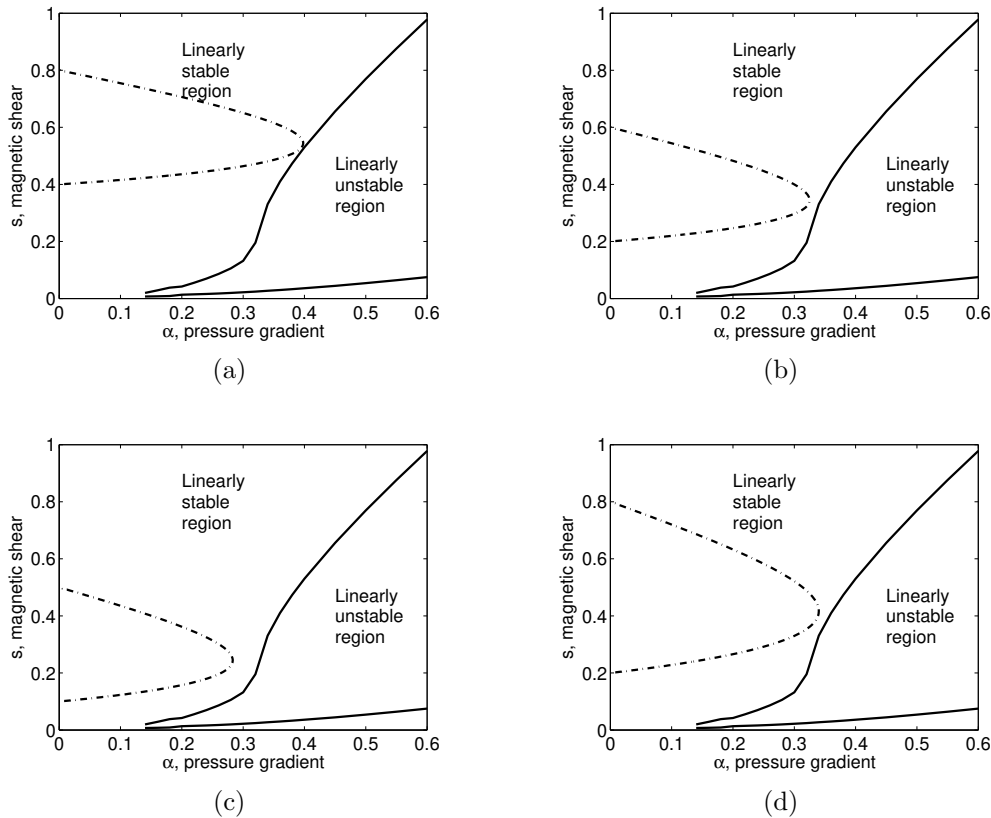 1
0.8
0.6
0.4
0.2
0
0
0.1
0.2
0.3
0.4
0.5
0.6
s, magnetic shear
α, pressure gradient
Linearly
stable
region
Linearly
unstable
region
(a)
1
0.8
0.6
0.4
0.2
0
0
0.1
0.2
0.3
0.4
0.5
0.6
s, magnetic shear
α, pressure gradient
Linearly
stable
region
Linearly
unstable
region
(b)
1
0.8
0.6
0.4
0.2
0
0
0.1
0.2
0.3
0.4
0.5
0.6
s, magnetic shear
α, pressure gradient
Linearly
stable
region
Linearly
unstable
region
(c)
1
0.8
0.6
0.4
0.2
0
0
0.1
0.2
0.3
0.4
0.5
0.6
s, magnetic shear
α, pressure gradient
Linearly
stable
region
Linearly
unstable
region
(d)